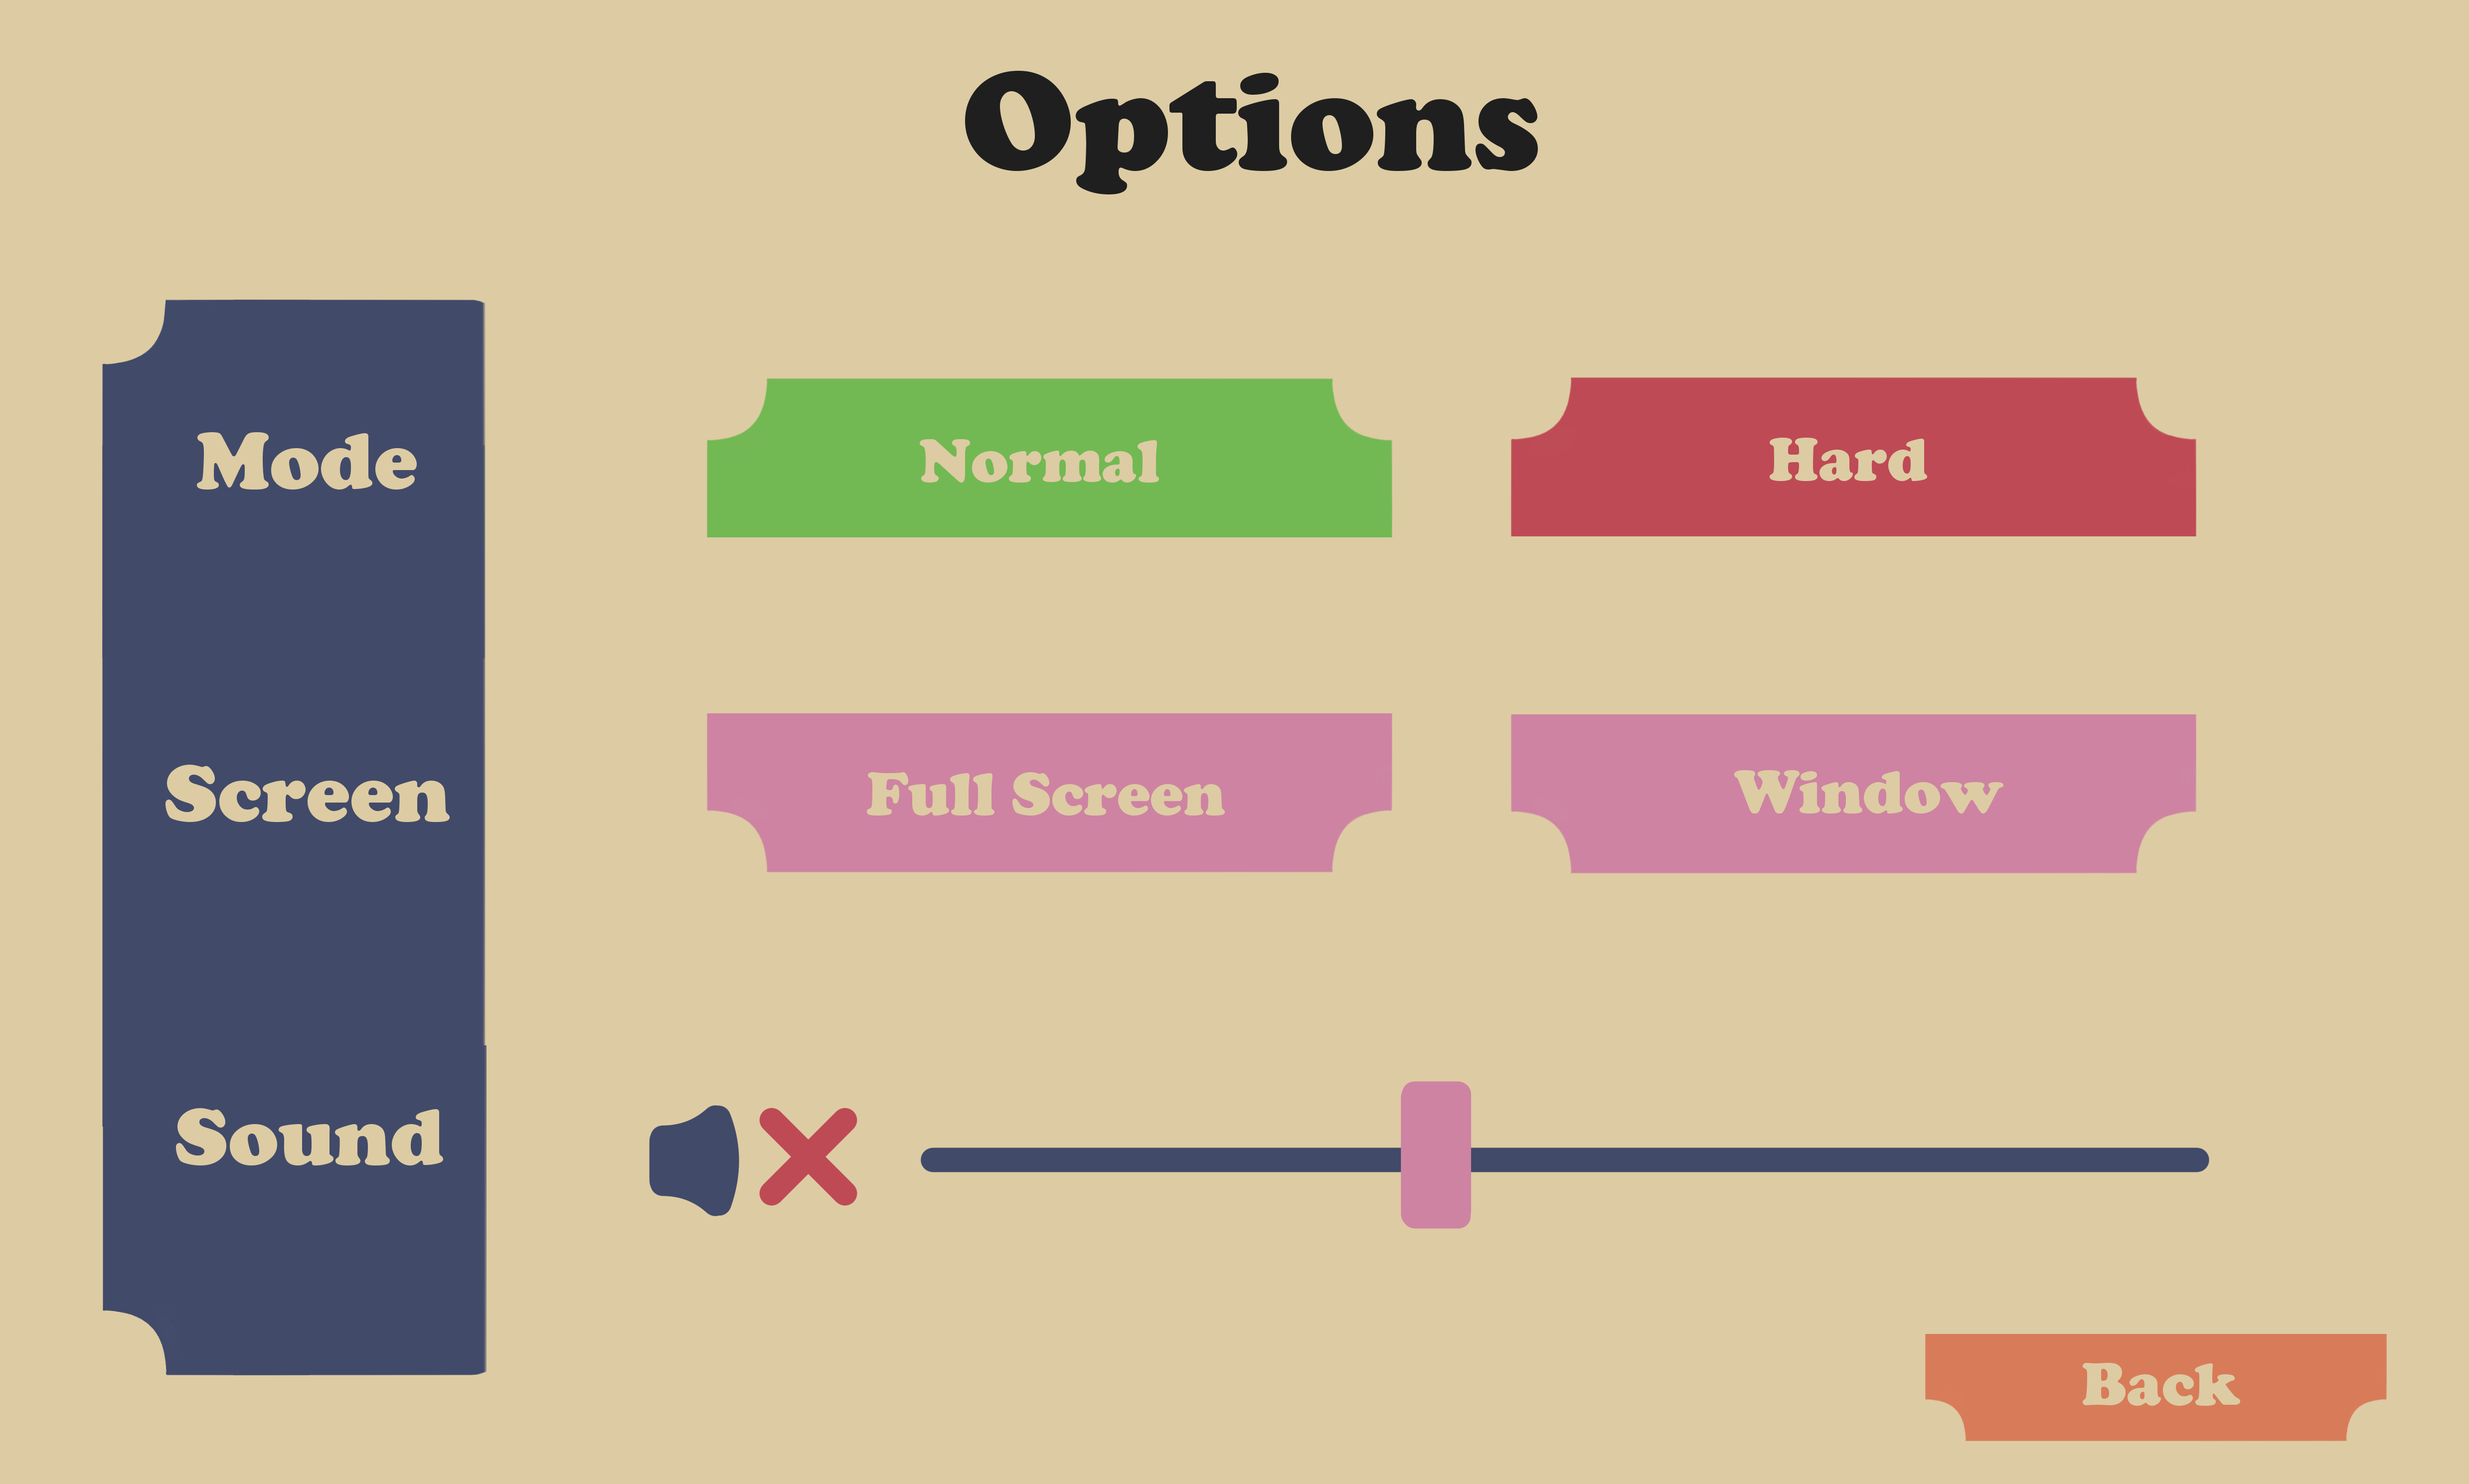 Options
Mode
Normal
Hard
Screen
Full Screen
Window
Sound
Back